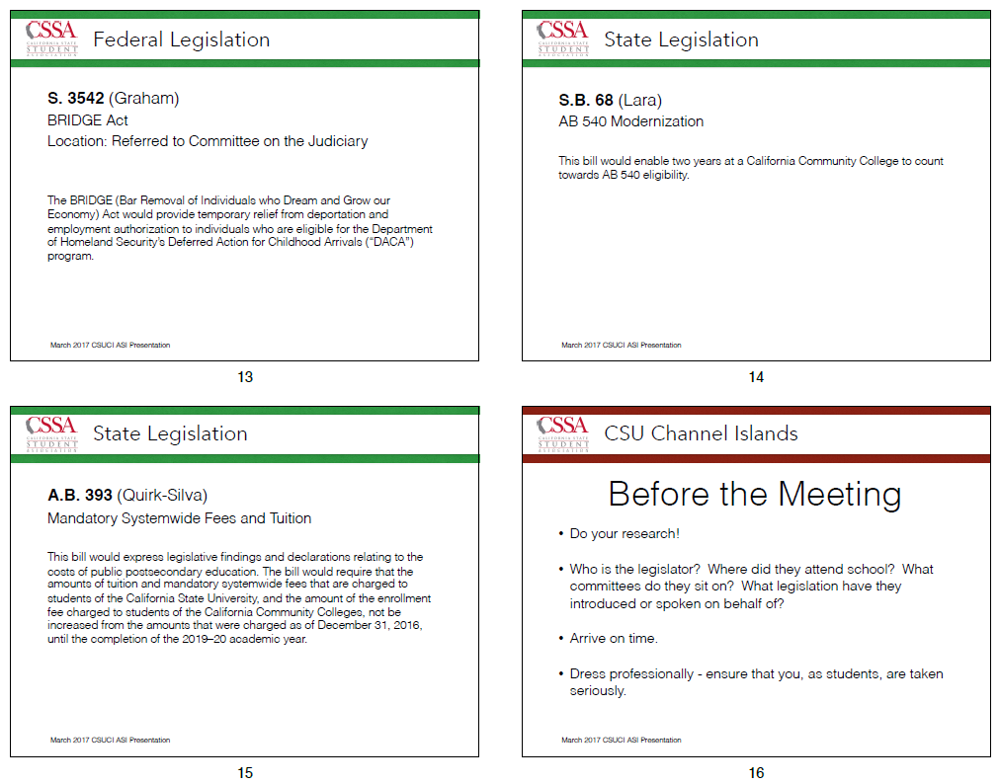 CSSA
CALIFORNIA STATE
STUDENT
ASSOCIATION
Federal Legislation
S. 3542 (Graham)
BRIDGE Act
Location: Referred to Committee on the Judiciary
The BRIDGE (Bar Removal of Individuals who Dream and Grow our
Economy) Act would provide temporary relief from deportation and
employment authorization to individuals who are eligible for the Department
of Homeland Security's Deferred Action for Childhood Arrivals ("DACA")
program.
March 2017 CSUCI ASI Presentation
13
CSSA
CALIFORNIA STATE
STUDENT
ASSOCIATION
State Legislation
S.B. 68 (Lara)
AB 540 Modernization
This bill would enable two years at a California Community College to count
towards AB 540 eligibility.
March 2017 CSUCI ASI Presentation
14
CSSA
CALIFORNIA STATE
STUDENT
ASSOCIATION
State Legislation
A.B. 393 (Quirk-Silva)
Mandatory Systemwide Fees and Tuition
This bill would express legislative findings and declarations relating to the
costs of public postsecondary education. The bill would require that the
amounts of tuition and mandatory systemwide fees that are charged to
students of the California State University, and the amount of the enrollment
fee charged to students of the California Community Colleges, not be
increased from the amounts that were charged as of December 31, 2016,
until the completion of the 2019–20 academic year.
March 2017 CSUCI ASI Presentation
15
CSSA
CALIFORNIA STATE
STUDENT
ASSOCIATION
CSU Channel Islands
Before the Meeting
• Do your research!
• Who is the legislator? Where did they attend school? What
committees do they sit on? What legislation have they
introduced or spoken on behalf of?
• Arrive on time.
• Dress professionally - ensure that you, as students, are taken
seriously.
March 2017 CSUCI ASI Presentation
16